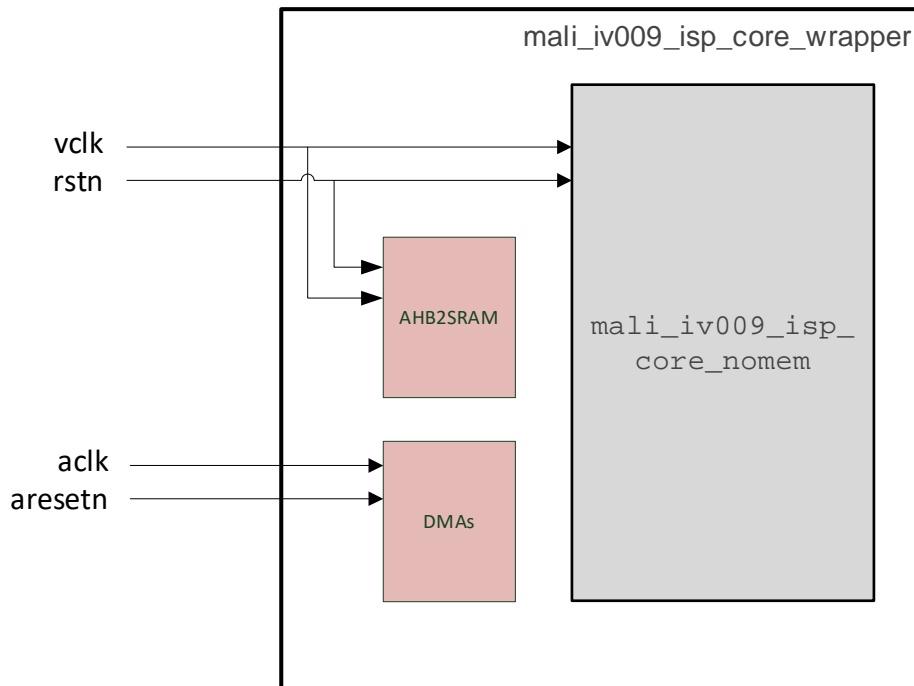 mali_iv009_isp_core_wrapper
vclk
rstn
AHB2SRAM
mali_iv009_isp_
core_nomem
aclk
aresetn
DMAs